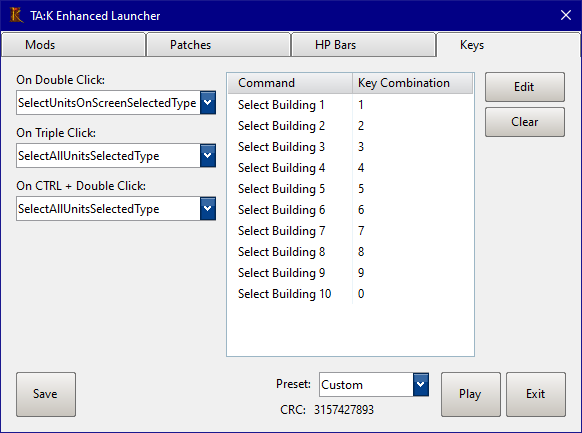 TA:K Enhanced Launcher
Mods Patches HP Bars Keys
On Double Click:
SelectUnitsOnScreenSelectedType
On Triple Click:
SelectAllUnitsSelectedType
On CTRL + Double Click:
SelectAllUnitsSelectedType
Command Key Combination
Select Building 1 1
Select Building 2 2
Select Building 3 3
Select Building 4 4
Select Building 5 5
Select Building 6 6
Select Building 7 7
Select Building 8 8
Select Building 9 9
Select Building 10 0
Edit
Clear
Save
Preset: Custom
CRC: 3157427893
Play
Exit